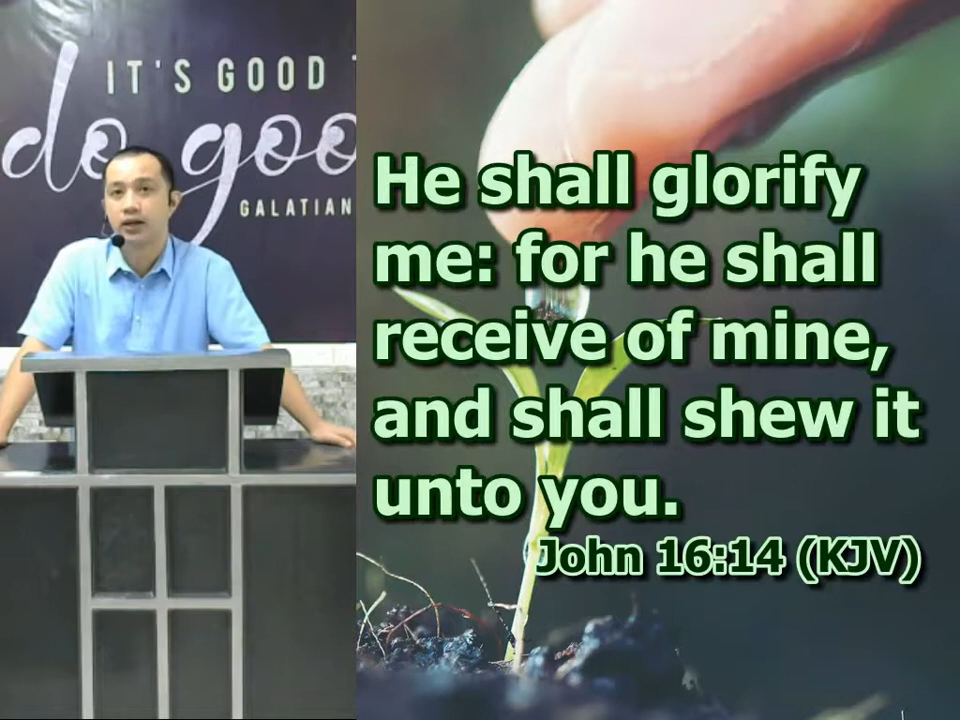 IT'S GOOD
do goo
GALATIAN
He shall glorify
me: for he shall
receive of mine,
and shall shew it
unto you.
John 16:14 (KJV)